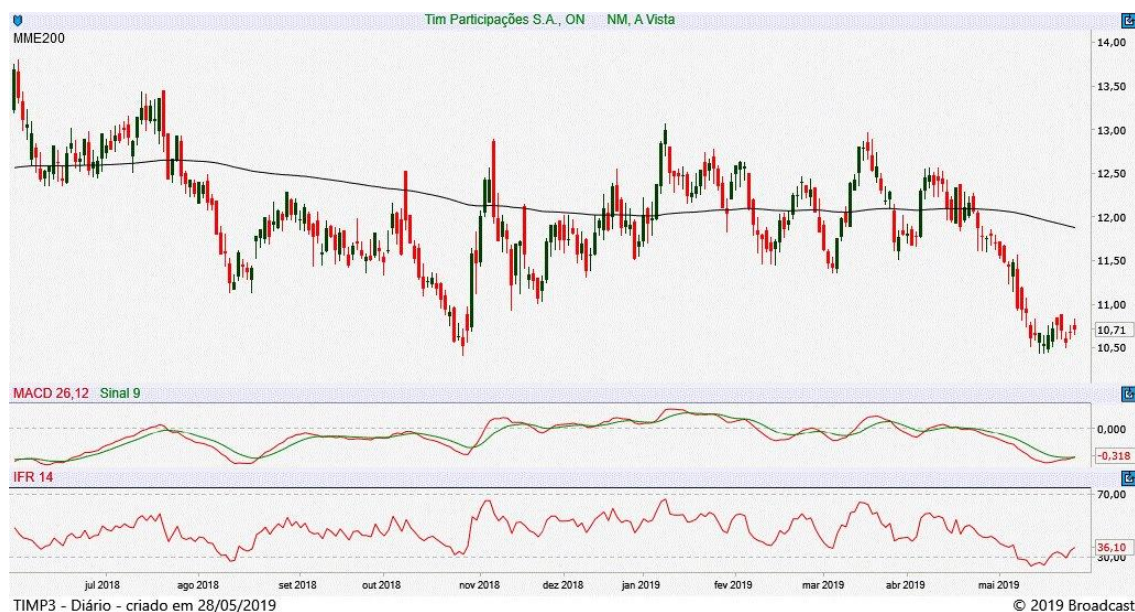 Tim Participações S.A., ON NM, A Vista
MME200
14,00
13,50
13,00
12,50
12,00
11,50
11,00
10,71
10,50
MACD 26,12 Sinal 9
0,000
-0,318
IFR 14
70,00
36,10
30,00
jul 2018 ago 2018 set 2018 out 2018 nov 2018 dez 2018 jan 2019 fev 2019 mar 2019 abr 2019 mai 2019
TIMP3 - Diário - criado em 28/05/2019 © 2019 Broadcast